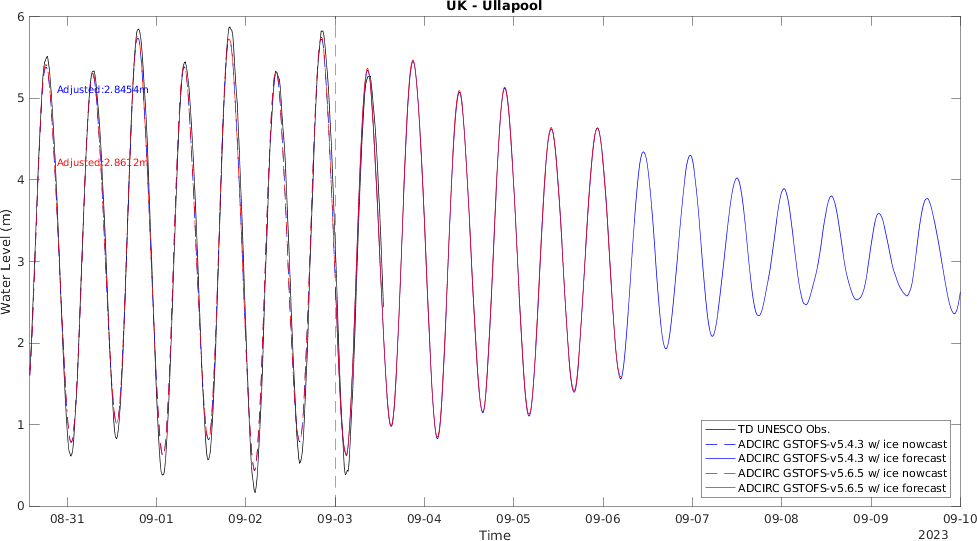 UK - Ullapool
6
5
4
3
2
1
0
Water Level (m)
Adjusted:2.8454m
Adjusted:2.8612m
TD UNESCO Obs.
ADCIRC GSTOFS-v5.4.3 w/ ice nowcast
ADCIRC GSTOFS-v5.4.3 w/ ice forecast
ADCIRC GSTOFS-v5.6.5 w/ ice nowcast
ADCIRC GSTOFS-v5.6.5 w/ ice forecast
08-31 09-01 09-02 09-03 09-04 09-05 09-06 09-07 09-08 09-09 09-10
Time
2023